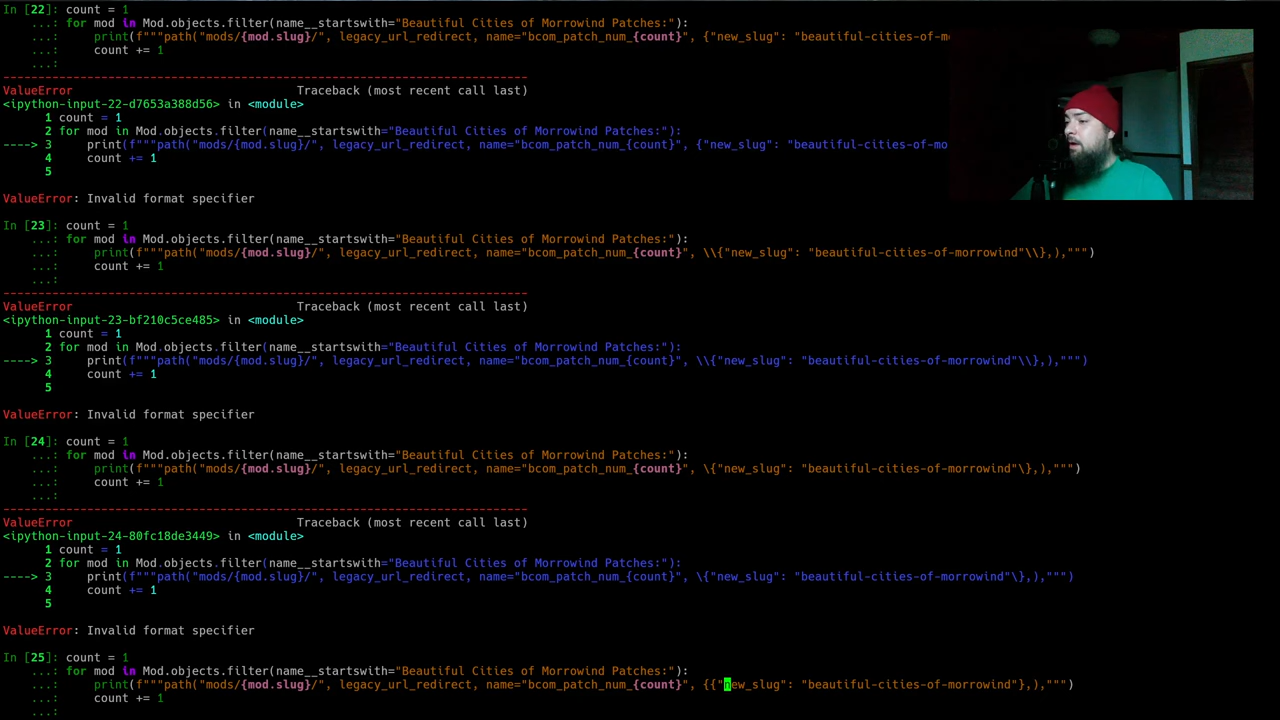 In [22]: count = 1
    ...: for mod in Mod.objects.filter(name__startswith="Beautiful Cities of Morrowind Patches:"):
    ...:     print(f"""path("mods/{mod.slug}/", legacy_url_redirect, name="bcom_patch_num_{count}", {"new_slug": "beautiful-cities-of-m
    ...:     count += 1
    ...:
---------------------------------------------------------------------------
ValueError                                Traceback (most recent call last)
<ipython-input-22-d7653a388d56> in <module>
      1 count = 1
      2 for mod in Mod.objects.filter(name__startswith="Beautiful Cities of Morrowind Patches:"):
----> 3     print(f"""path("mods/{mod.slug}/", legacy_url_redirect, name="bcom_patch_num_{count}", {"new_slug": "beautiful-cities-of-mo
      4     count += 1
      5
ValueError: Invalid format specifier
In [23]: count = 1
    ...: for mod in Mod.objects.filter(name__startswith="Beautiful Cities of Morrowind Patches:"):
    ...:     print(f"""path("mods/{mod.slug}/", legacy_url_redirect, name="bcom_patch_num_{count}", \\{"new_slug": "beautiful-cities-of-morrowind"\\},),""")
    ...:     count += 1
    ...:
---------------------------------------------------------------------------
ValueError                                Traceback (most recent call last)
<ipython-input-23-bf210c5ce485> in <module>
      1 count = 1
      2 for mod in Mod.objects.filter(name__startswith="Beautiful Cities of Morrowind Patches:"):
----> 3     print(f"""path("mods/{mod.slug}/", legacy_url_redirect, name="bcom_patch_num_{count}", \\{"new_slug": "beautiful-cities-of-morrowind"\\},),""")
      4     count += 1
      5
ValueError: Invalid format specifier
In [24]: count = 1
    ...: for mod in Mod.objects.filter(name__startswith="Beautiful Cities of Morrowind Patches:"):
    ...:     print(f"""path("mods/{mod.slug}/", legacy_url_redirect, name="bcom_patch_num_{count}", \{"new_slug": "beautiful-cities-of-morrowind"\},),""")
    ...:     count += 1
    ...:
---------------------------------------------------------------------------
ValueError                                Traceback (most recent call last)
<ipython-input-24-80fc18de3449> in <module>
      1 count = 1
      2 for mod in Mod.objects.filter(name__startswith="Beautiful Cities of Morrowind Patches:"):
----> 3     print(f"""path("mods/{mod.slug}/", legacy_url_redirect, name="bcom_patch_num_{count}", \{"new_slug": "beautiful-cities-of-morrowind"\},),""")
      4     count += 1
      5
ValueError: Invalid format specifier
In [25]: count = 1
    ...: for mod in Mod.objects.filter(name__startswith="Beautiful Cities of Morrowind Patches:"):
    ...:     print(f"""path("mods/{mod.slug}/", legacy_url_redirect, name="bcom_patch_num_{count}", {{"new_slug": "beautiful-cities-of-morrowind"},),""")
    ...:     count += 1
    ...: